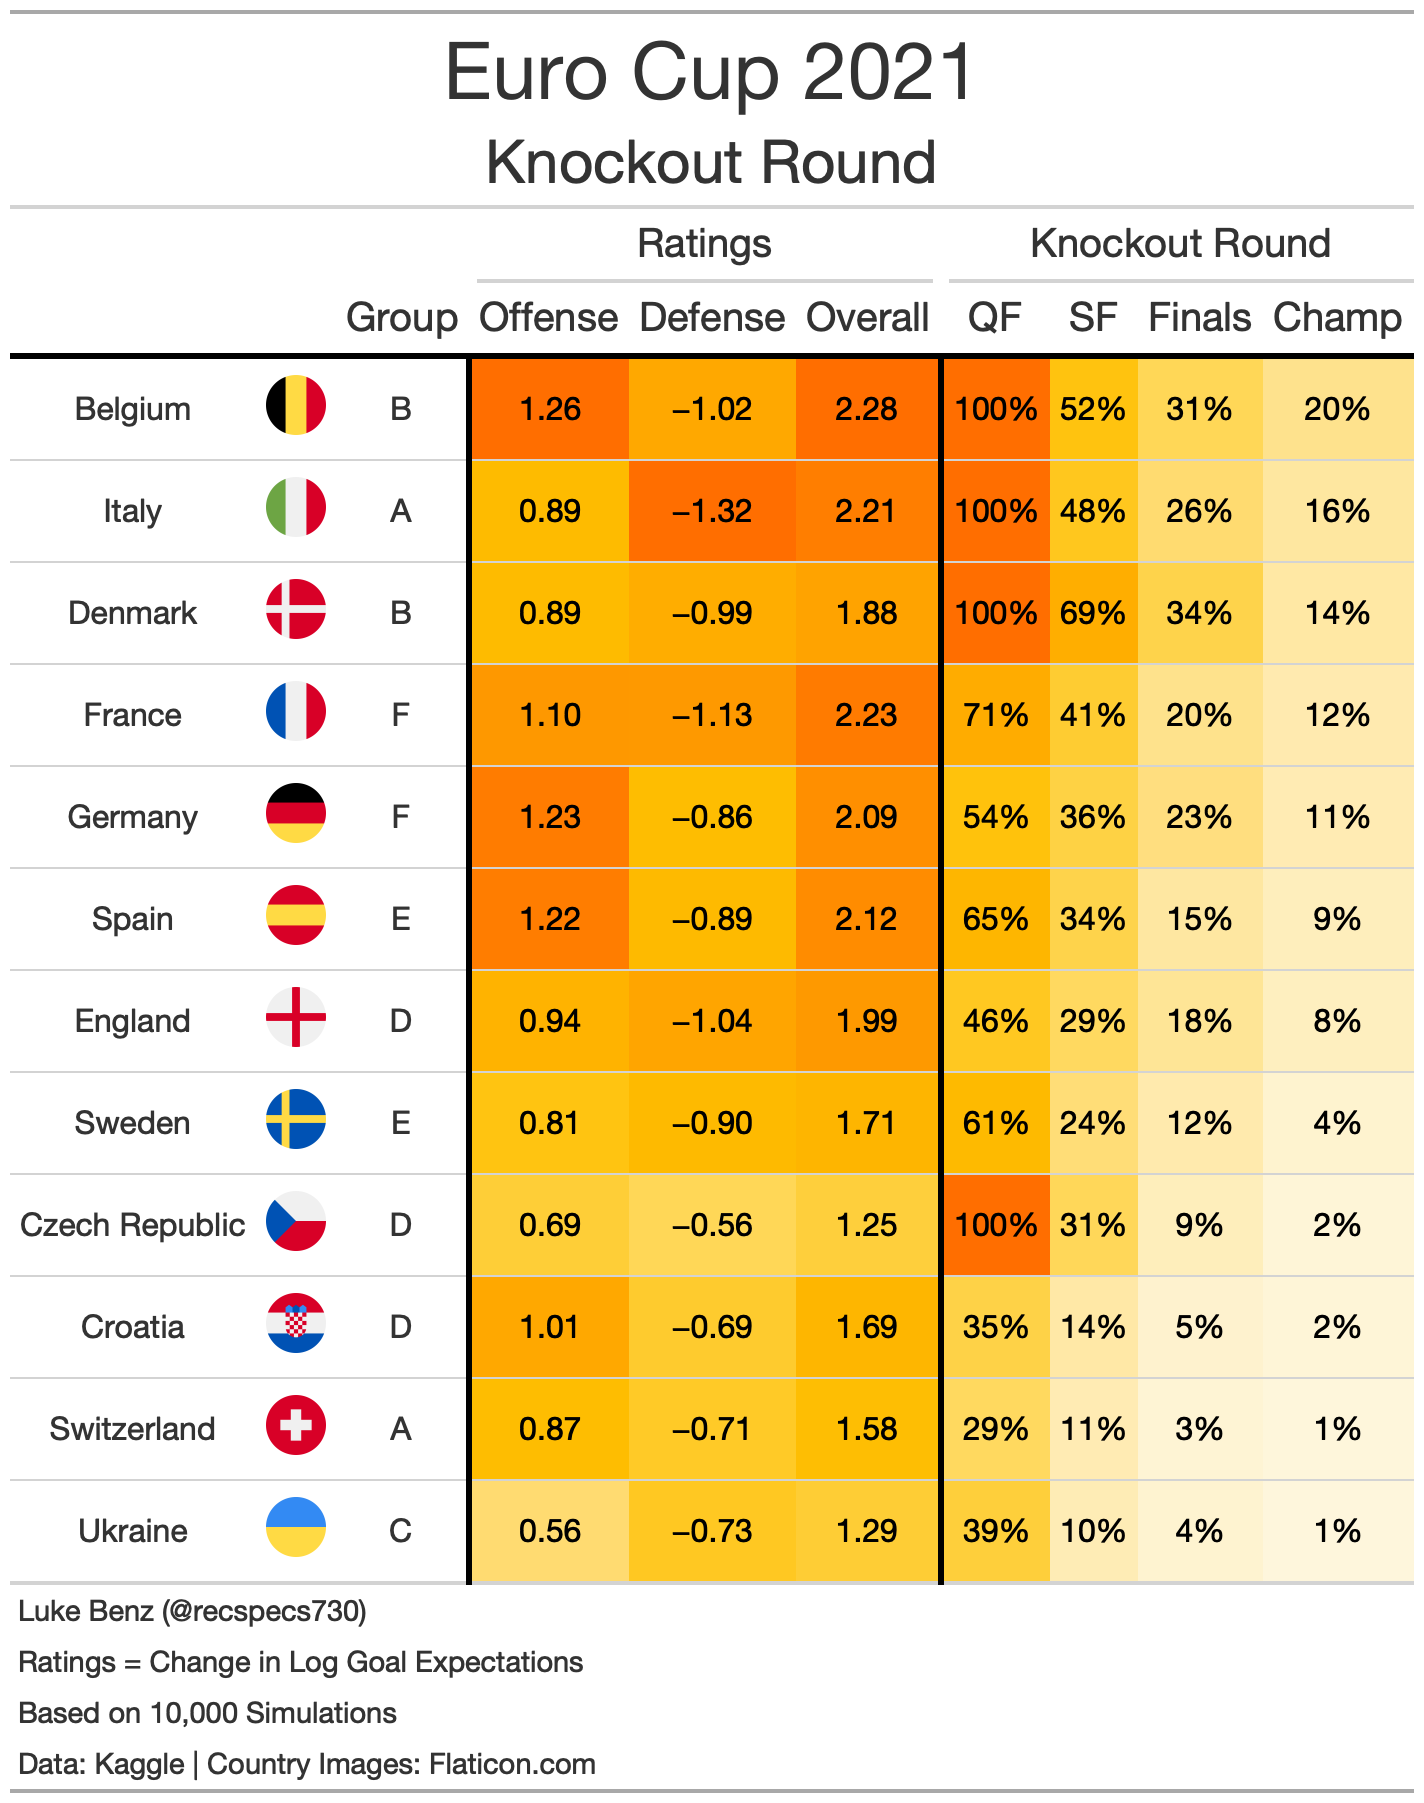 Euro Cup 2021
Knockout Round
Ratings Knockout Round
Group Offense Defense Overall QF SF Finals Champ
Belgium B 1.26 −1.02 2.28 100% 52% 31% 20%
Italy A 0.89 −1.32 2.21 100% 48% 26% 16%
Denmark B 0.89 −0.99 1.88 100% 69% 34% 14%
France F 1.10 −1.13 2.23 71% 41% 20% 12%
Germany F 1.23 −0.86 2.09 54% 36% 23% 11%
Spain E 1.22 −0.89 2.12 65% 34% 15% 9%
England D 0.94 −1.04 1.99 46% 29% 18% 8%
Sweden E 0.81 −0.90 1.71 61% 24% 12% 4%
Czech Republic D 0.69 −0.56 1.25 100% 31% 9% 2%
Croatia D 1.01 −0.69 1.69 35% 14% 5% 2%
Switzerland A 0.87 −0.71 1.58 29% 11% 3% 1%
Ukraine C 0.56 −0.73 1.29 39% 10% 4% 1%
Luke Benz (@recspecs730)
Ratings = Change in Log Goal Expectations
Based on 10,000 Simulations
Data: Kaggle | Country Images: Flaticon.com